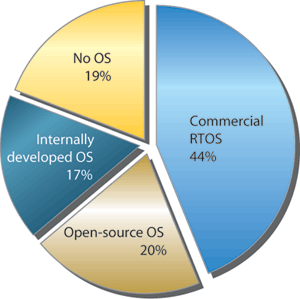 No OS
19%
Commercial
RTOS
44%
Internally
developed OS
17%
Open-source OS
20%